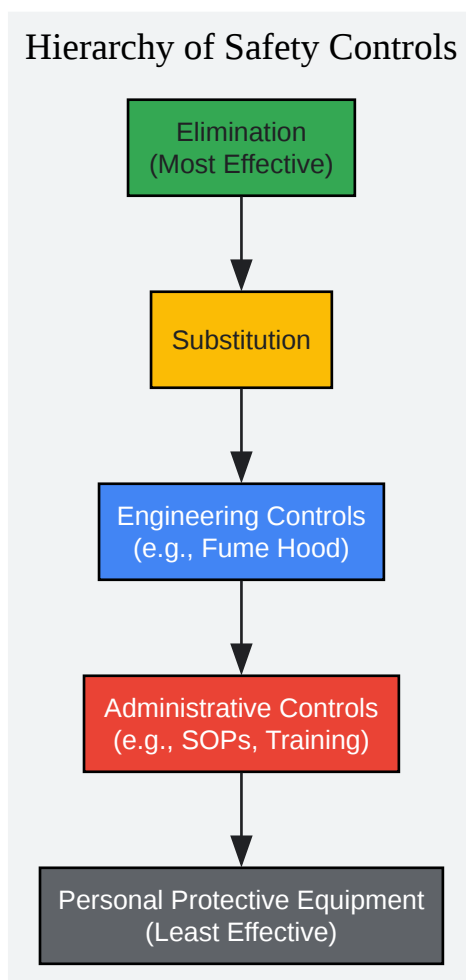 Hierarchy of Safety Controls
Elimination
(Most Effective)
Substitution
Engineering Controls
(e.g., Fume Hood)
Administrative Controls
(e.g., SOPs, Training)
Personal Protective Equipment
(Least Effective)